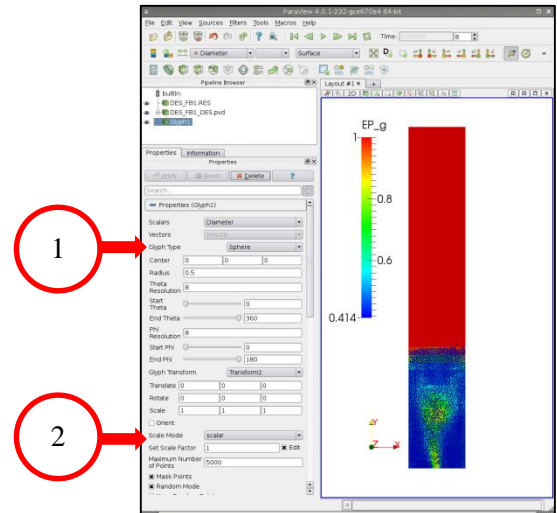 ParaView 4.0.1-232-gce670e4 64-bit
File Edit View Sources Filters Tools Macros Help
Time: 8
Diameter Surface
Pipeline Browser
Layout #1
builtin:
DES_FB1.RES
DES_FB1_DES.pvd
Glyph1
2D
Properties Information
Properties
Apply Reset Delete ?
Search...
Properties (Glyph1)
Scalars Diameter
Vectors Velocity
Glyph Type Sphere
Center 0 0 0
Radius 0.5
Theta
Resolution 8
Start
Theta 0
End Theta 360
Phi
Resolution 8
Start Phi 0
End Phi 180
Glyph Transform Transform2
Translate 0 0 0
Rotate 0 0 0
Scale 1 1 1
Orient
Scale Mode scalar
Set Scale Factor 1 Edit
Maximum Number
of Points 5000
Mask Points
Random Mode
1
2
EP_g
1
0.8
0.6
0.414
Y
Z X